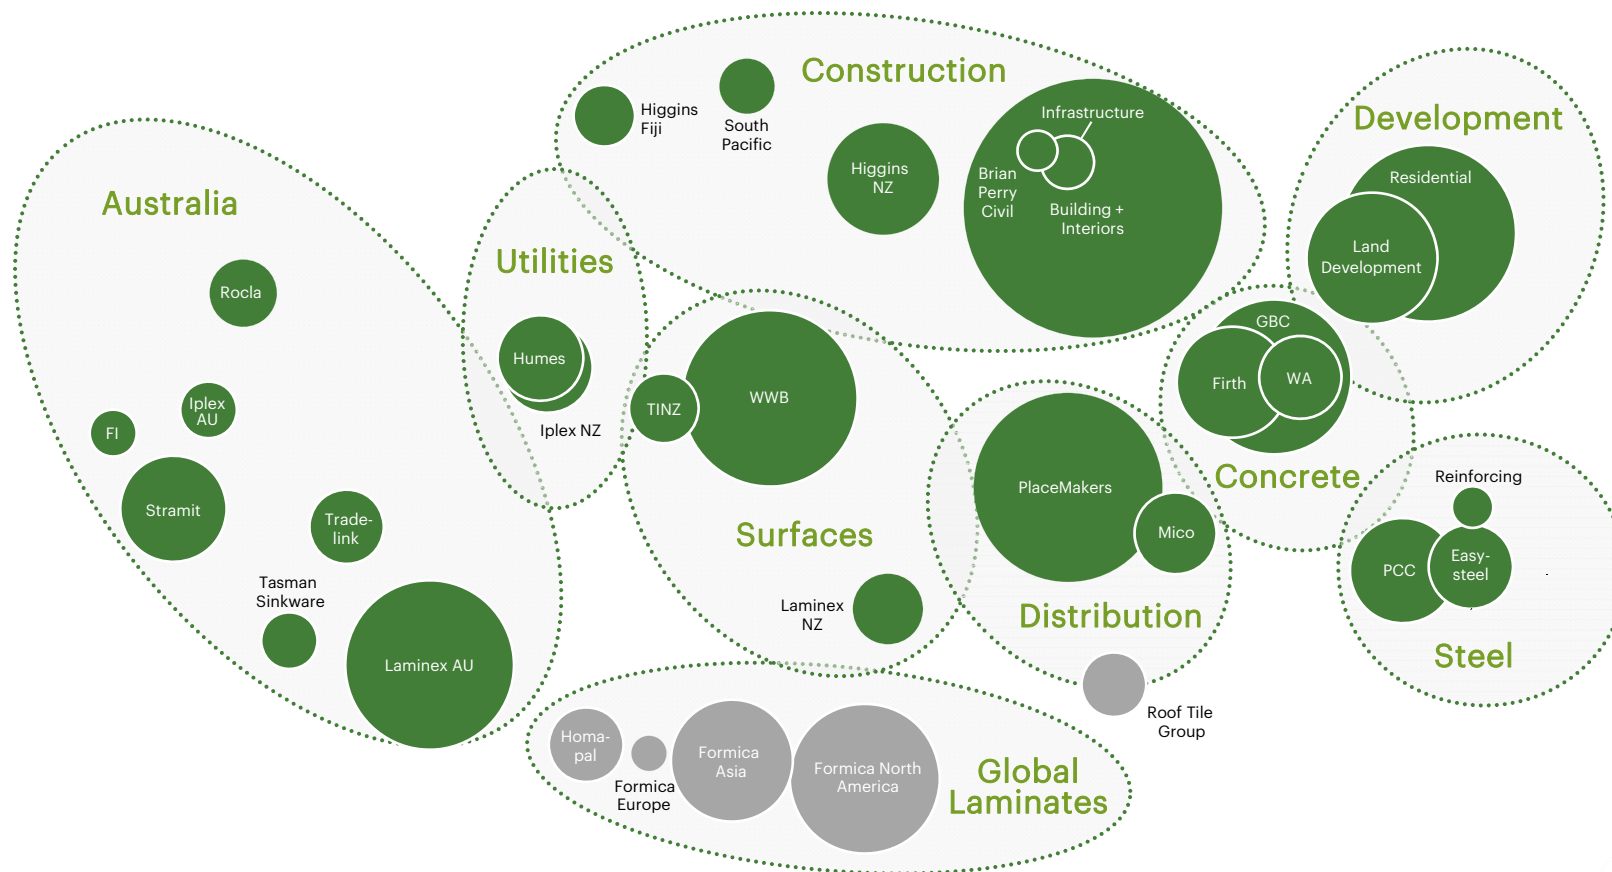 Construction
Higgins
Fiji
South
Pacific
Higgins
NZ
Infrastructure
Brian
Perry
Civil
Building +
Interiors
Development
Residential
Land
Development
Australia
Rocla
Iplex
AU
FI
Stramit
Trade-
link
Tasman
Sinkware
Laminex AU
Utilities
Humes
Iplex NZ
TINZ
WWB
Surfaces
Laminex
NZ
GBC
Firth
WA
Concrete
PlaceMakers
Mico
Distribution
Roof Tile
Group
Reinforcing
PCC
Easy-
steel
Steel
Homa-
pal
Formica
Europe
Formica
Asia
Formica North
America
Global
Laminates